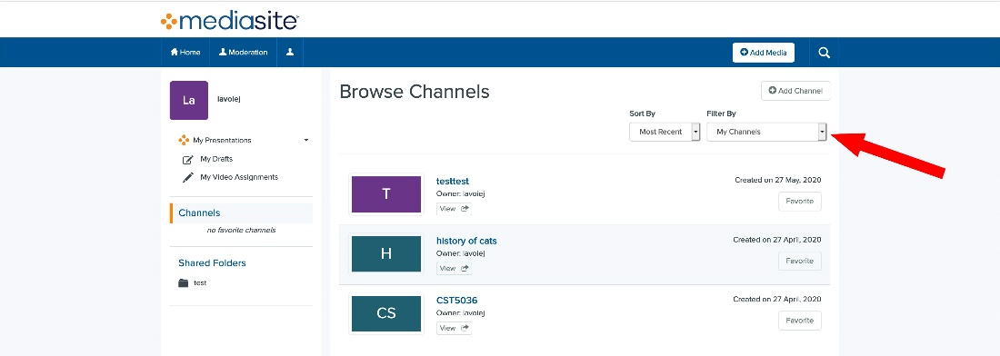 mediasite
Home Moderation Add Media
La lavoiej
My Presentations
My Drafts
My Video Assignments
Channels
no favorite channels
Shared Folders
test
Browse Channels
Add Channel
Sort By Filter By
Most Recent My Channels
T testtest Created on 27 May, 2020
Owner: lavoiej
View Favorite
H history of cats Created on 27 April, 2020
Owner: lavoiej
View Favorite
CS CST5036 Created on 27 April, 2020
Owner: lavoiej
View Favorite